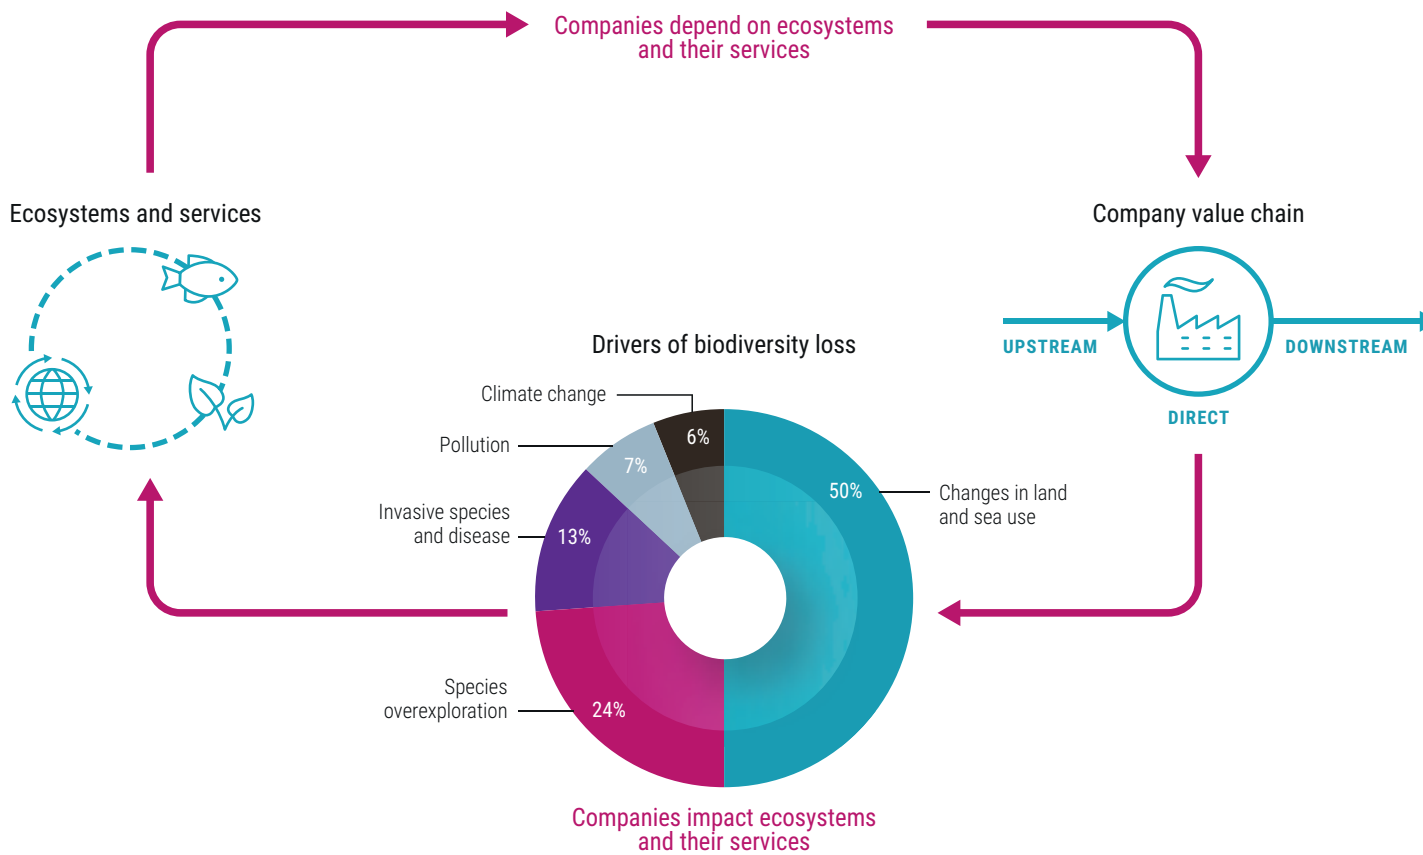 Companies depend on ecosystems
and their services
Ecosystems and services
Company value chain
UPSTREAM
DOWNSTREAM
DIRECT
Drivers of biodiversity loss
Climate change
6%
Pollution
7%
50%
Changes in land
and sea use
Invasive species
and disease
13%
Species
overexploration
24%
Companies impact ecosystems
and their services